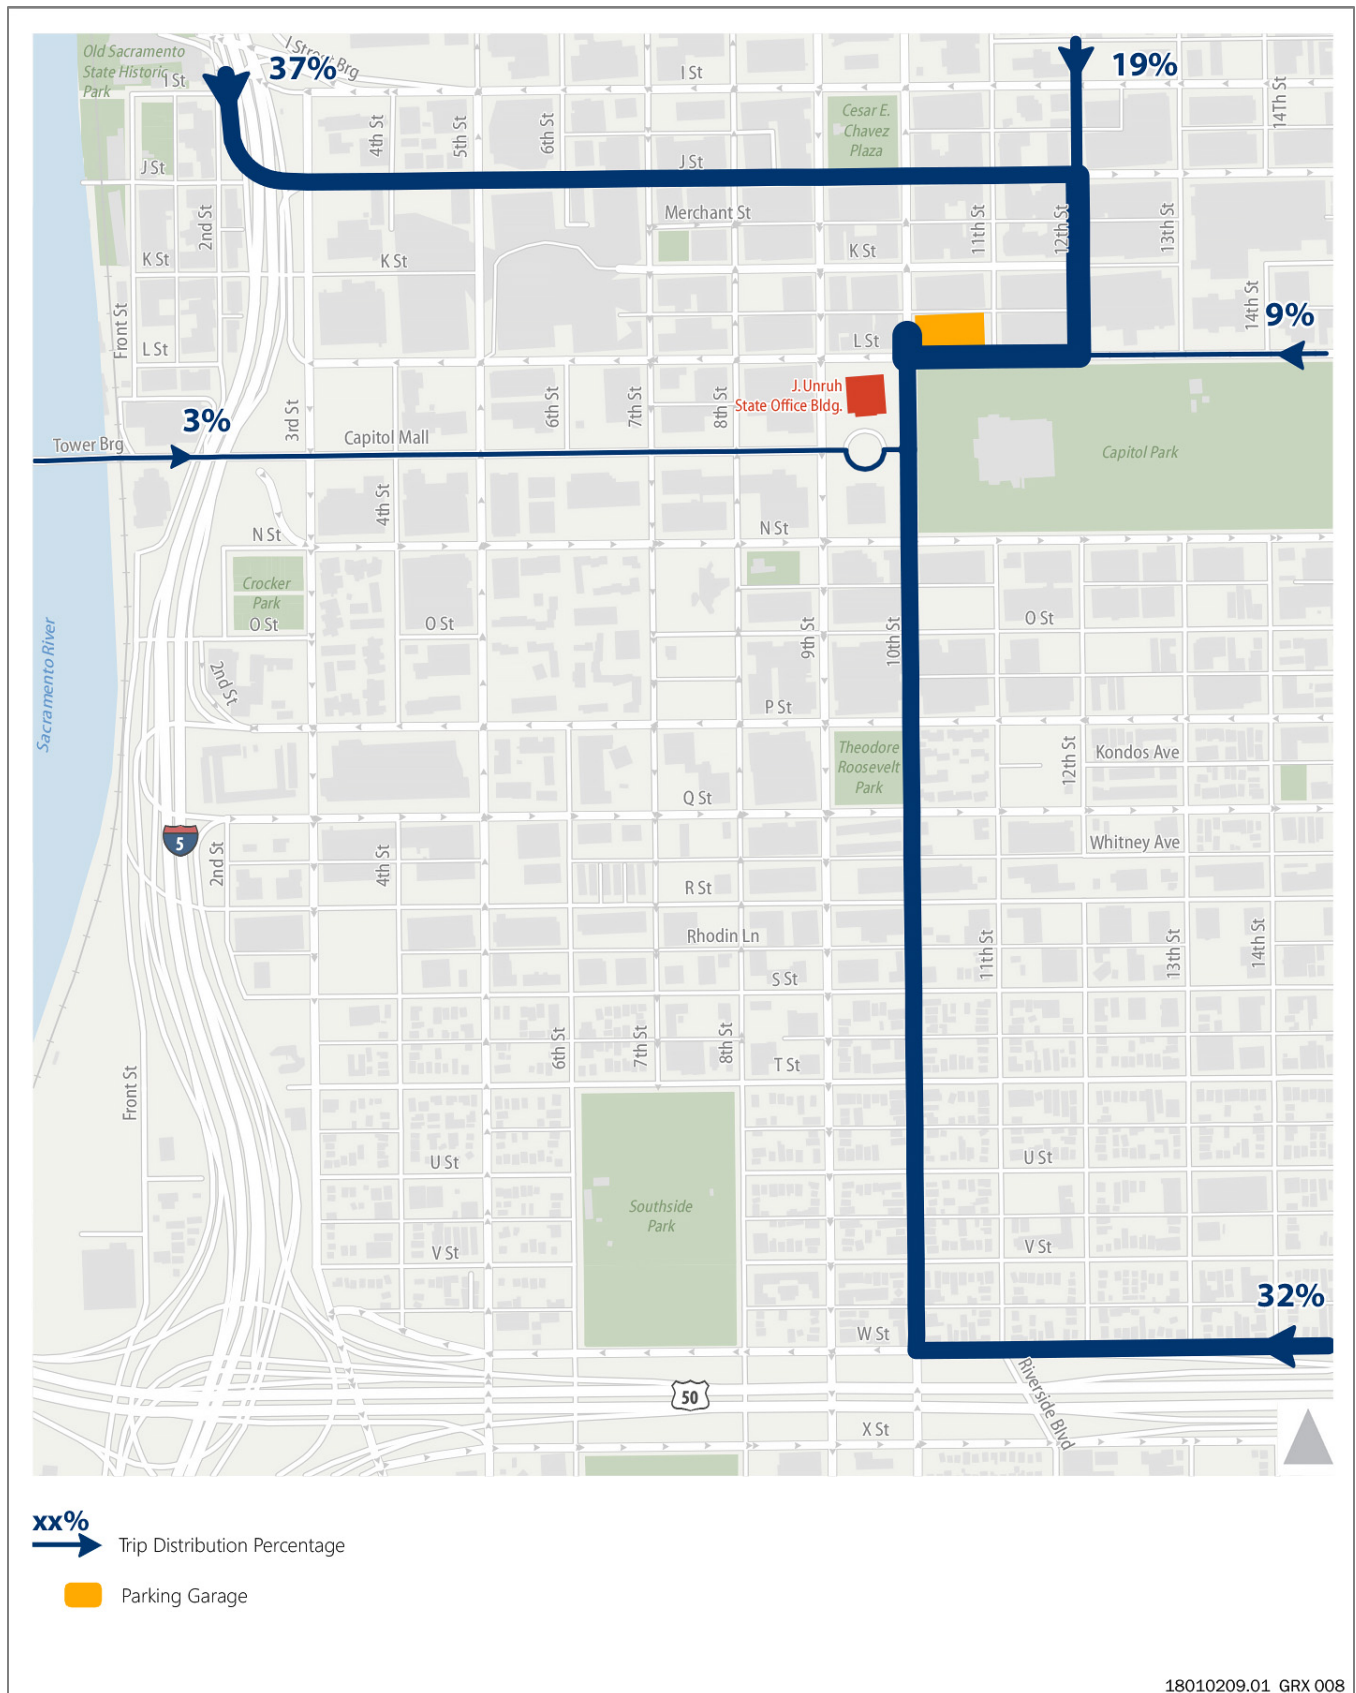 Old Sacramento
State Historic
Park
I St
I Street Brg
37%
I St
19%
14Th St
Cesar E.
Chavez
Plaza
4th St
5th St
6th St
J St
J St
2nd St
Merchant St
11th St
12th St
13th St
K St
K St
K St
Front St
14th St
9%
L St
L St
J. Unruh
State Office Bldg.
3%
3rd St
6th St
7th St
8th St
Tower Brg
Capitol Mall
Capitol Park
4th St
N St
N St
Crocker
Park
O St
O St
O St
9th St
10th St
Sacramento River
2nd St
P St
Theodore
Roosevelt
Park
12th St
Kondos Ave
Q St
5
Whitney Ave
2nd St
4th St
R St
Rhodin Ln
11th St
13th St
14th St
S St
6th St
7th St
8th St
T St
Front St
U St
U St
Southside
Park
V St
V St
32%
W St
Riverside Blvd
50
X St
xx%
Trip Distribution Percentage
Parking Garage
18010209.01 GRX 008